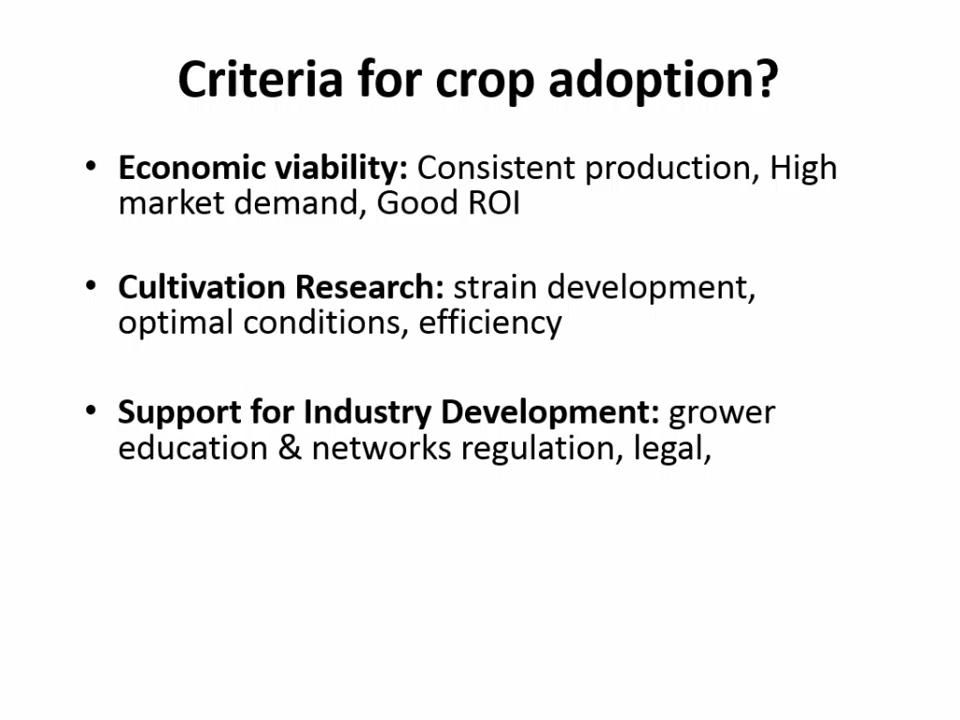 Criteria for crop adoption?
• Economic viability: Consistent production, High
market demand, Good ROI
• Cultivation Research: strain development,
optimal conditions, efficiency
• Support for Industry Development: grower
education & networks regulation, legal,